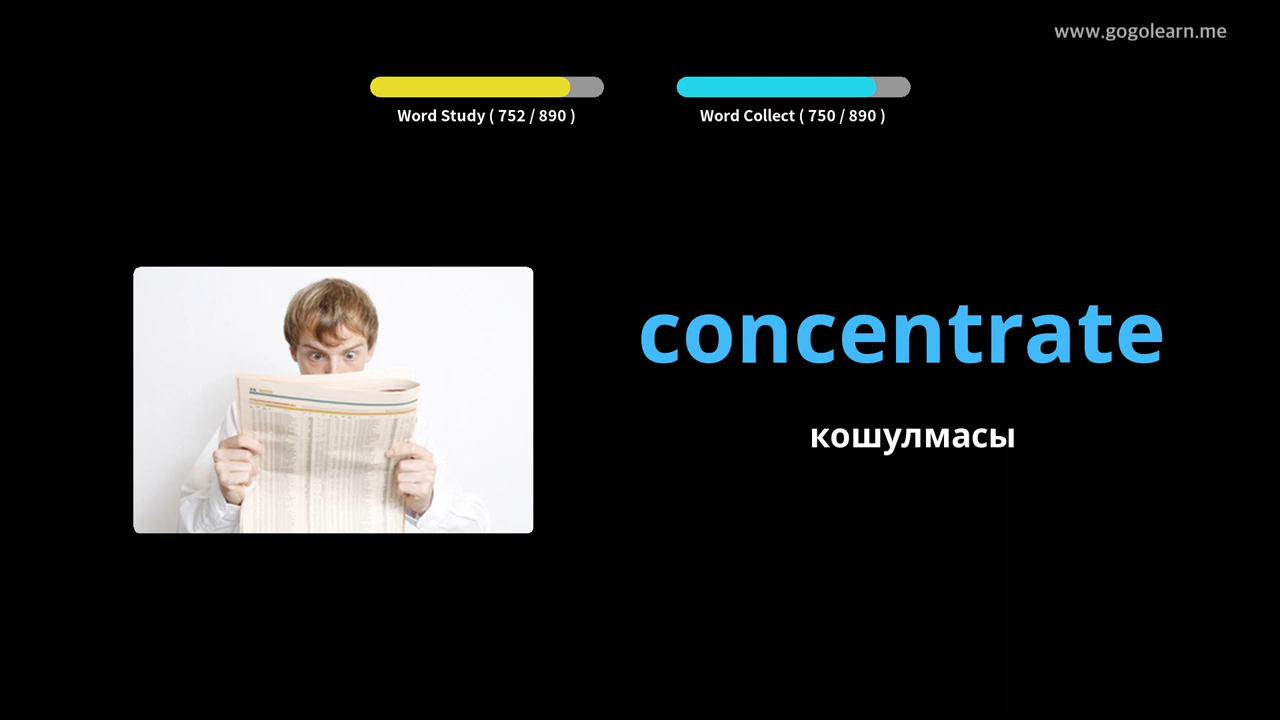 www.gogolearn.me
Word Study ( 752 / 890 )
Word Collect ( 750 / 890 )
concentrate
кошулмасы